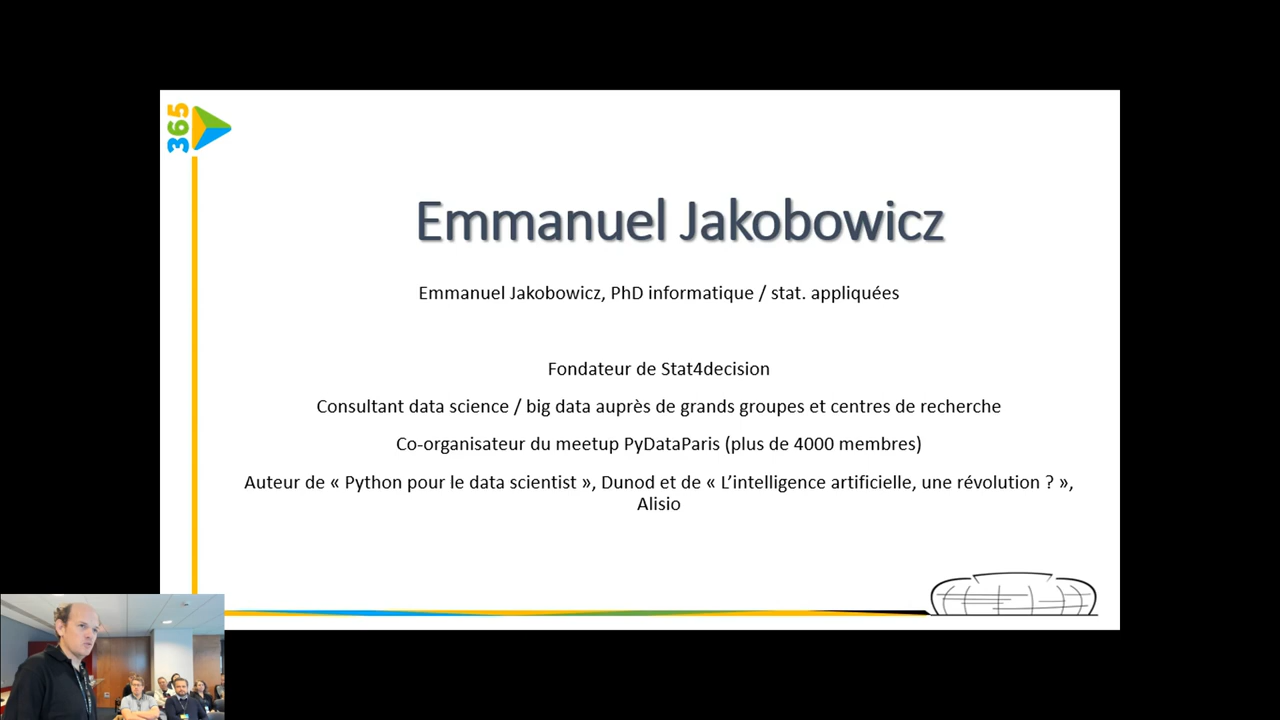 365
Emmanuel Jakobowicz
Emmanuel Jakobowicz, PhD informatique / stat. appliquées
Fondateur de Stat4decision
Consultant data science / big data auprès de grands groupes et centres de recherche
Co-organisateur du meetup PyDataParis (plus de 4000 membres)
Auteur de « Python pour le data scientist », Dunod et de « L’intelligence artificielle, une révolution ? »,
Alisio